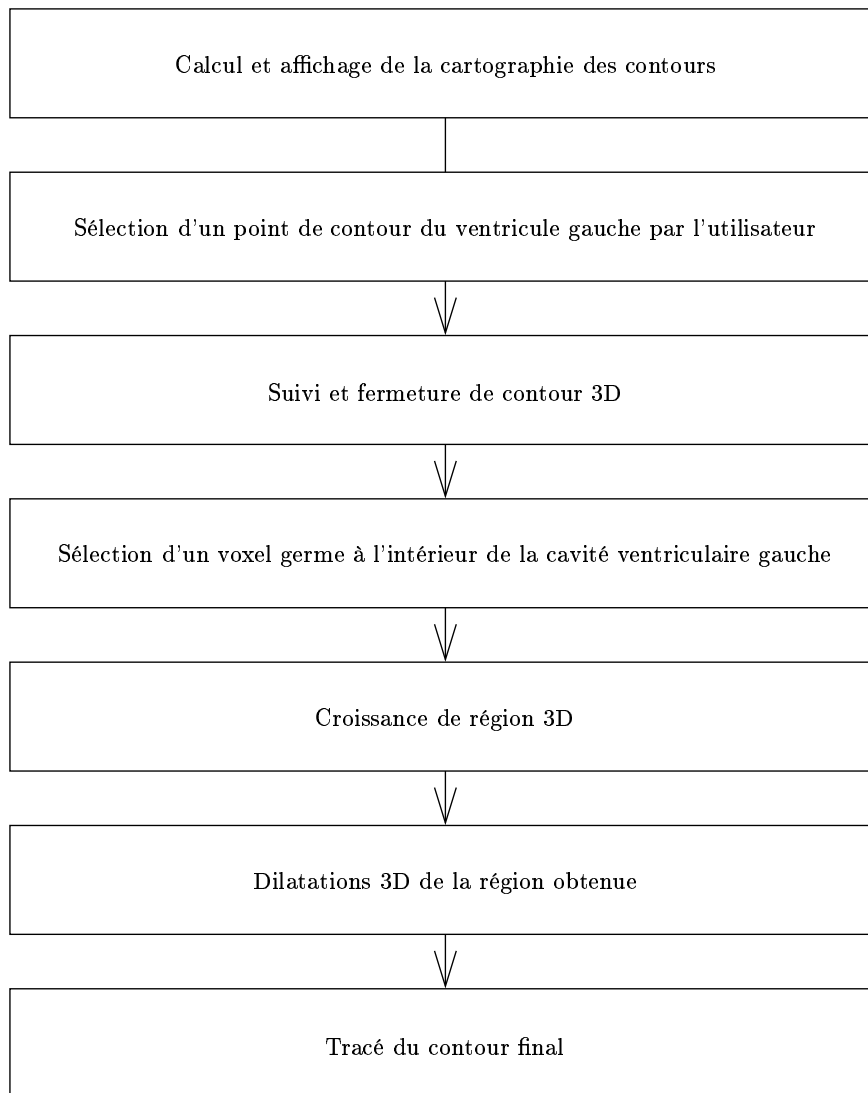 Calcul et affichage de la cartographie des contours
Sélection d'un point de contour du ventricule gauche par l'utilisateur
Suivi et fermeture de contour 3D
Sélection d'un voxel germe à l'intérieur de la cavité ventriculaire gauche
Croissance de région 3D
Dilatations 3D de la région obtenue
Tracé du contour final